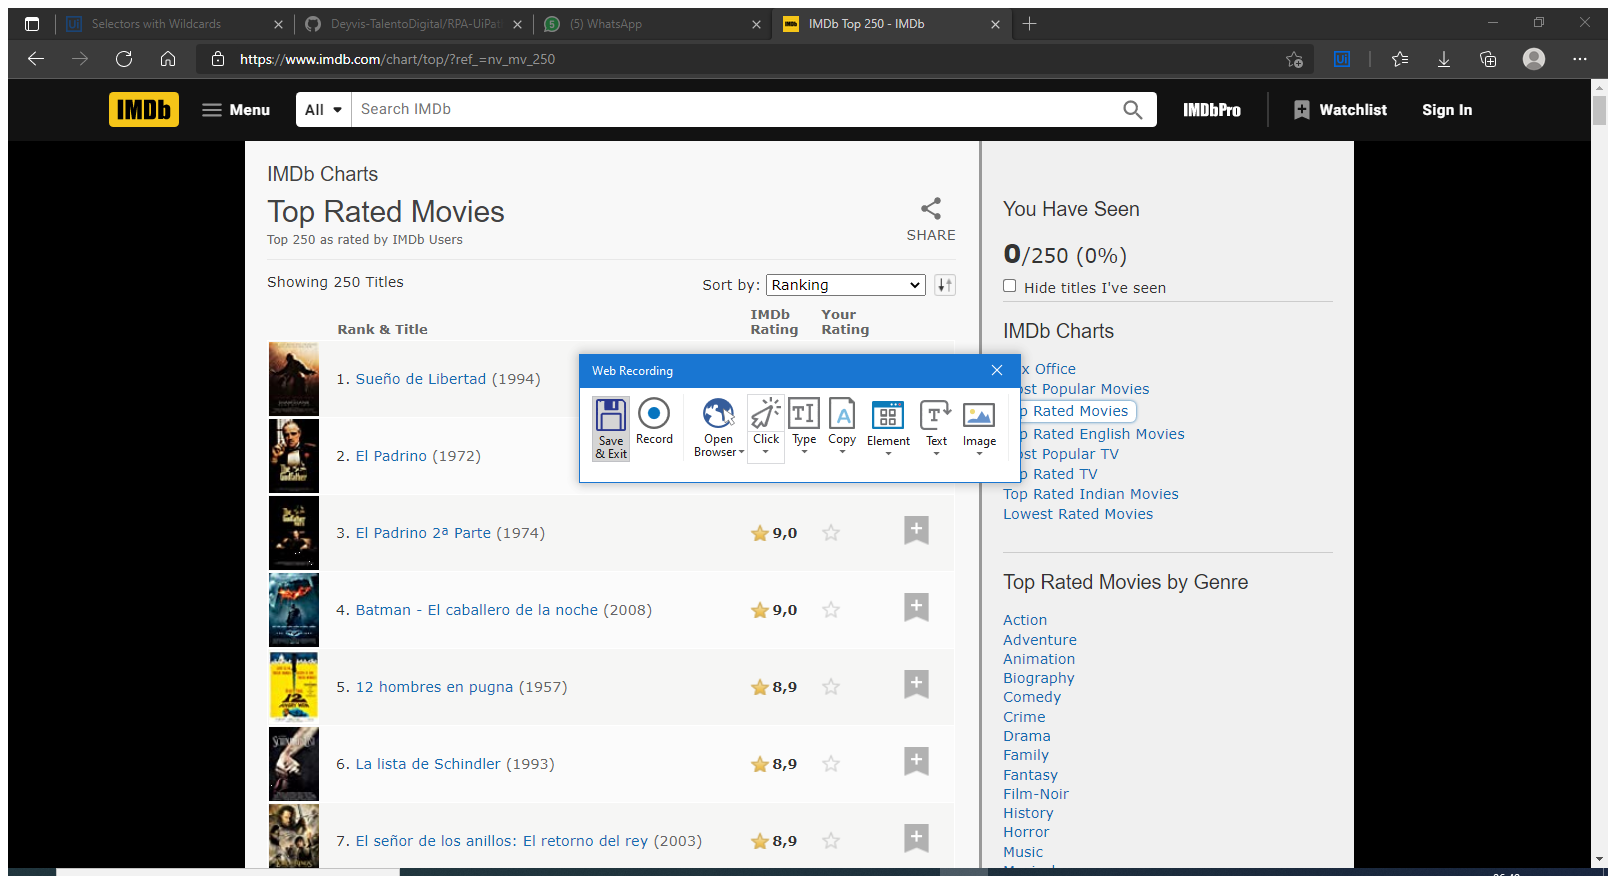 Selectors with Wildcards
Deyvis-TalentoDigital/RPA-UiPat
(5) WhatsApp
IMDb Top 250 - IMDb
https://www.imdb.com/chart/top/?ref_=nv_mv_250
IMDb
Menu
All
Search IMDb
IMDbPro
Watchlist
Sign In
IMDb Charts
Top Rated Movies
Top 250 as rated by IMDb Users
SHARE
Showing 250 Titles
Sort by: Ranking
Rank & Title
IMDb Rating
Your Rating
1. Sueño de Libertad (1994)
2. El Padrino (1972)
3. El Padrino 2ª Parte (1974)
9,0
4. Batman - El caballero de la noche (2008)
9,0
5. 12 hombres en pugna (1957)
8,9
6. La lista de Schindler (1993)
8,9
7. El señor de los anillos: El retorno del rey (2003)
8,9
Web Recording
Save & Exit
Record
Open Browser
Click
Type
Copy
Element
Text
Image
You Have Seen
0/250 (0%)
Hide titles I've seen
IMDb Charts
x Office
st Popular Movies
p Rated Movies
p Rated English Movies
st Popular TV
p Rated TV
Top Rated Indian Movies
Lowest Rated Movies
Top Rated Movies by Genre
Action
Adventure
Animation
Biography
Comedy
Crime
Drama
Family
Fantasy
Film-Noir
History
Horror
Music